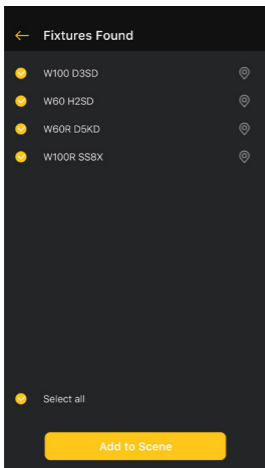 Fixtures Found
W100 D3SD
W60 H2SD
W60R D5KD
W100R SS8X
Select all
Add to Scene